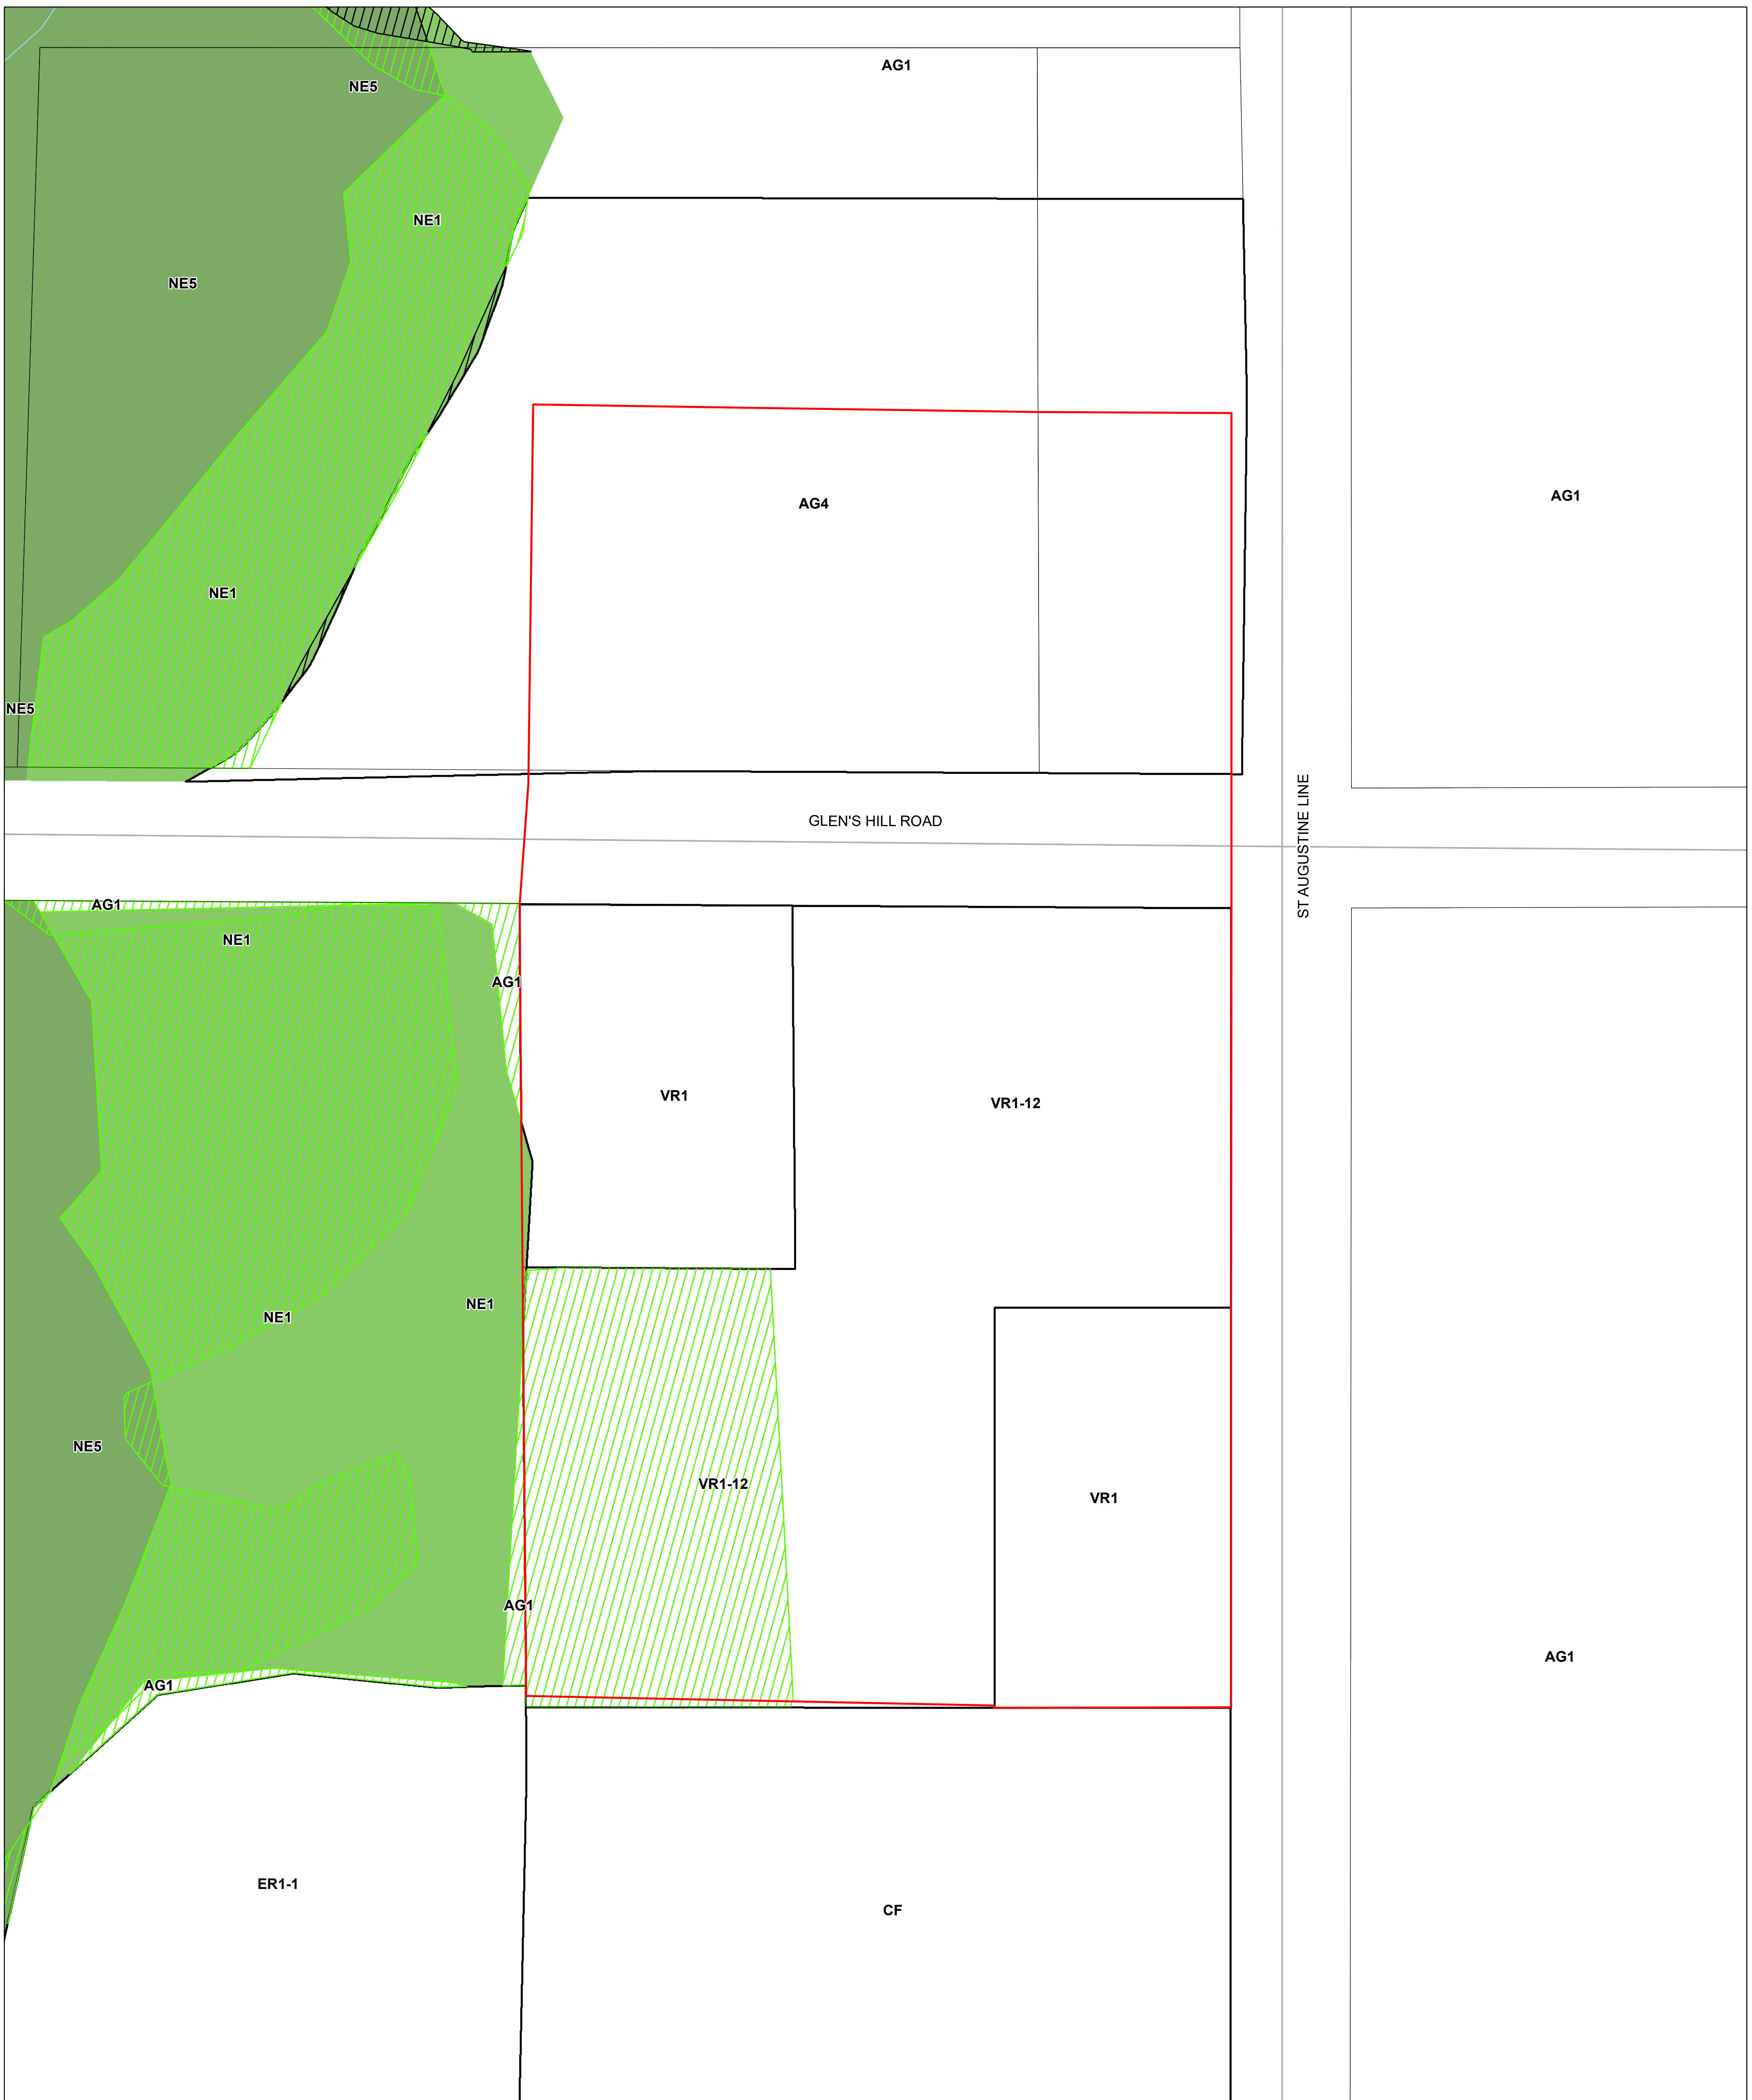 AG1
NE5
NE1
NE5
AG4
AG1
NE1
NE5
GLEN'S HILL ROAD
ST AUGUSTINE LINE
AG1
NE1
AG1
VR1
VR1-12
NE1
NE1
NE5
VR1-12
VR1
AG1
AG1
AG1
ER1-1
CF